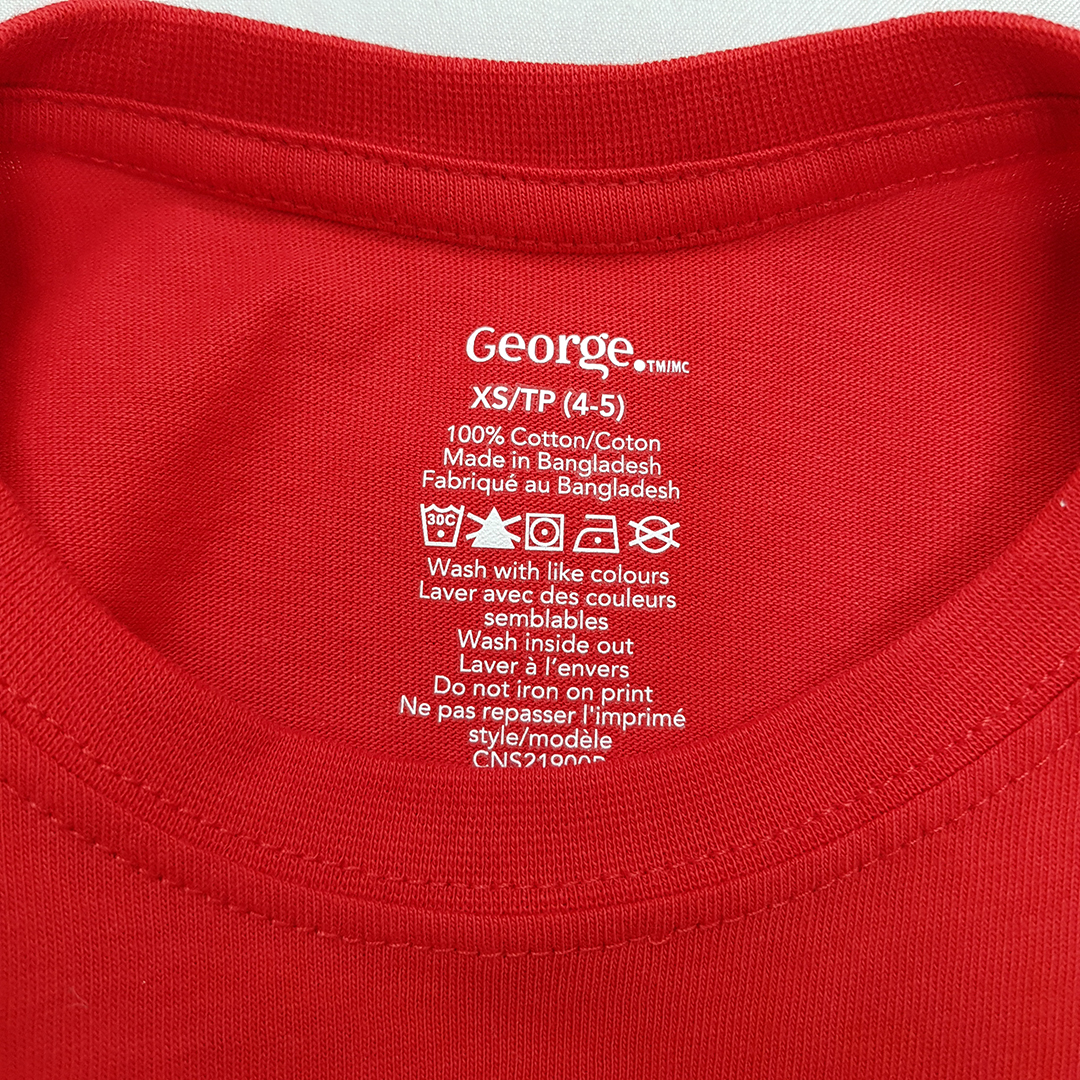 George.TM/MC
XS/TP (4-5)
100% Cotton/Coton
Made in Bangladesh
Fabriqué au Bangladesh
30C
Wash with like colours
Laver avec des couleurs
semblables
Wash inside out
Laver à l'envers
Do not iron on print
Ne pas repasser l'imprimé
style/modèle